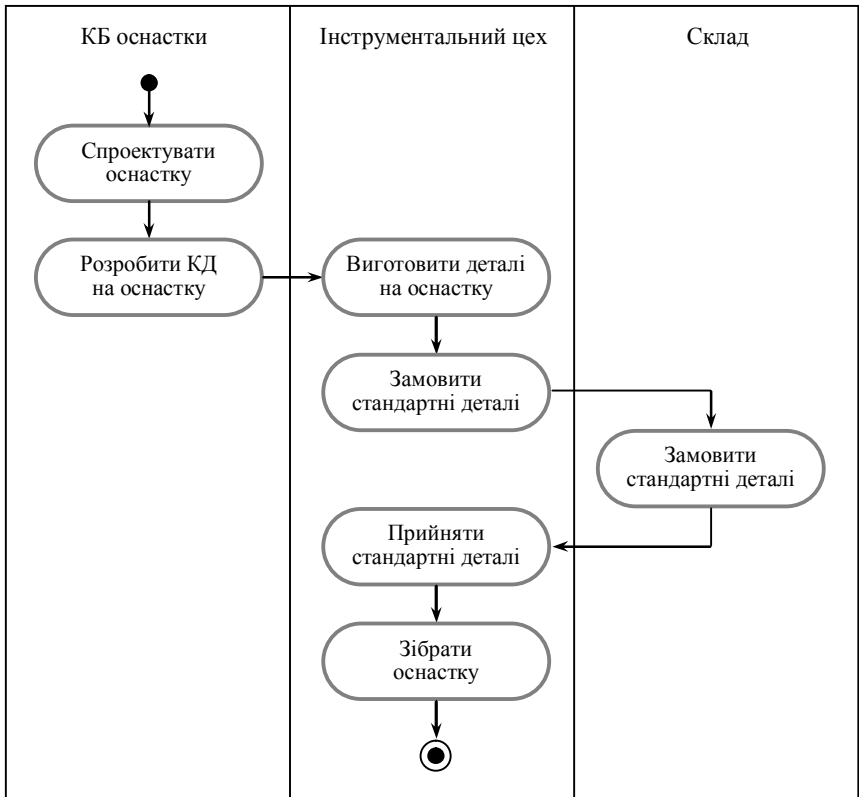 КБ оснастки
Інструментальний цех
Склад
Спроектувати
оснастку
Розробити КД
на оснастку
Виготовити деталі
на оснастку
Замовити
стандартні деталі
Замовити
стандартні деталі
Прийняти
стандартні деталі
Зібрати
оснастку